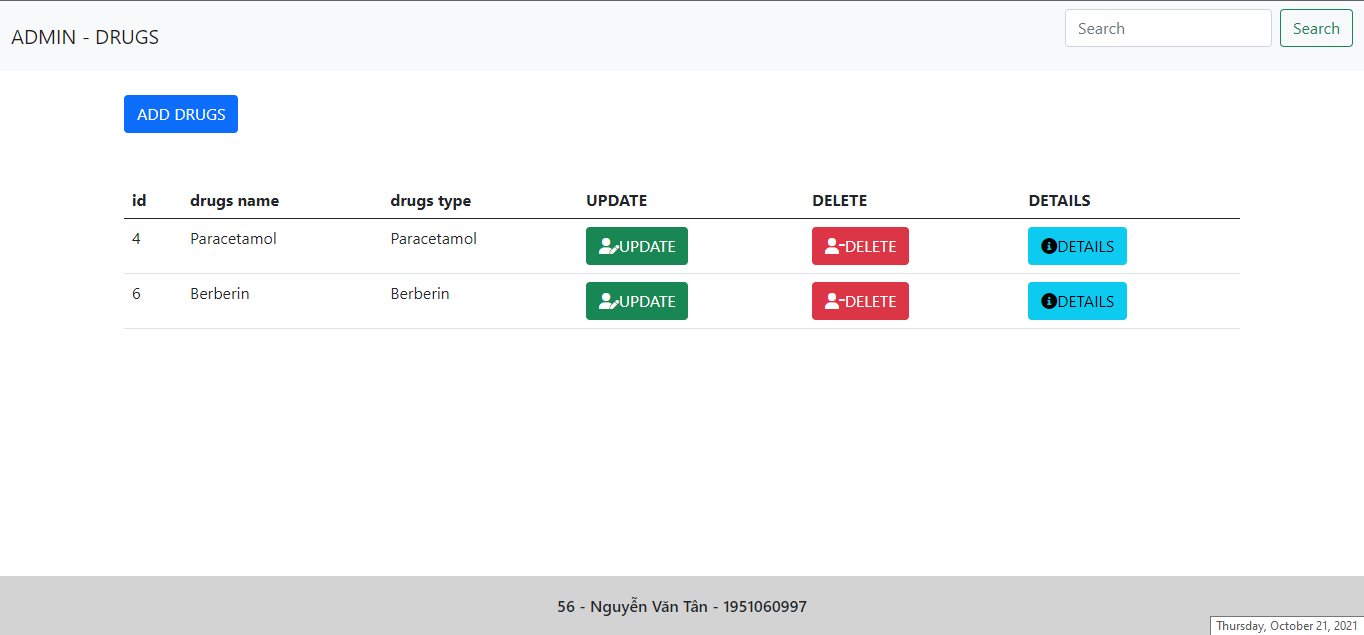 ADMIN - DRUGS Search Search
ADD DRUGS
id drugs name drugs type UPDATE DELETE DETAILS
4 Paracetamol Paracetamol UPDATE DELETE DETAILS
6 Berberin Berberin UPDATE DELETE DETAILS
56 - Nguyễn Văn Tân - 1951060997
Thursday, October 21, 2021